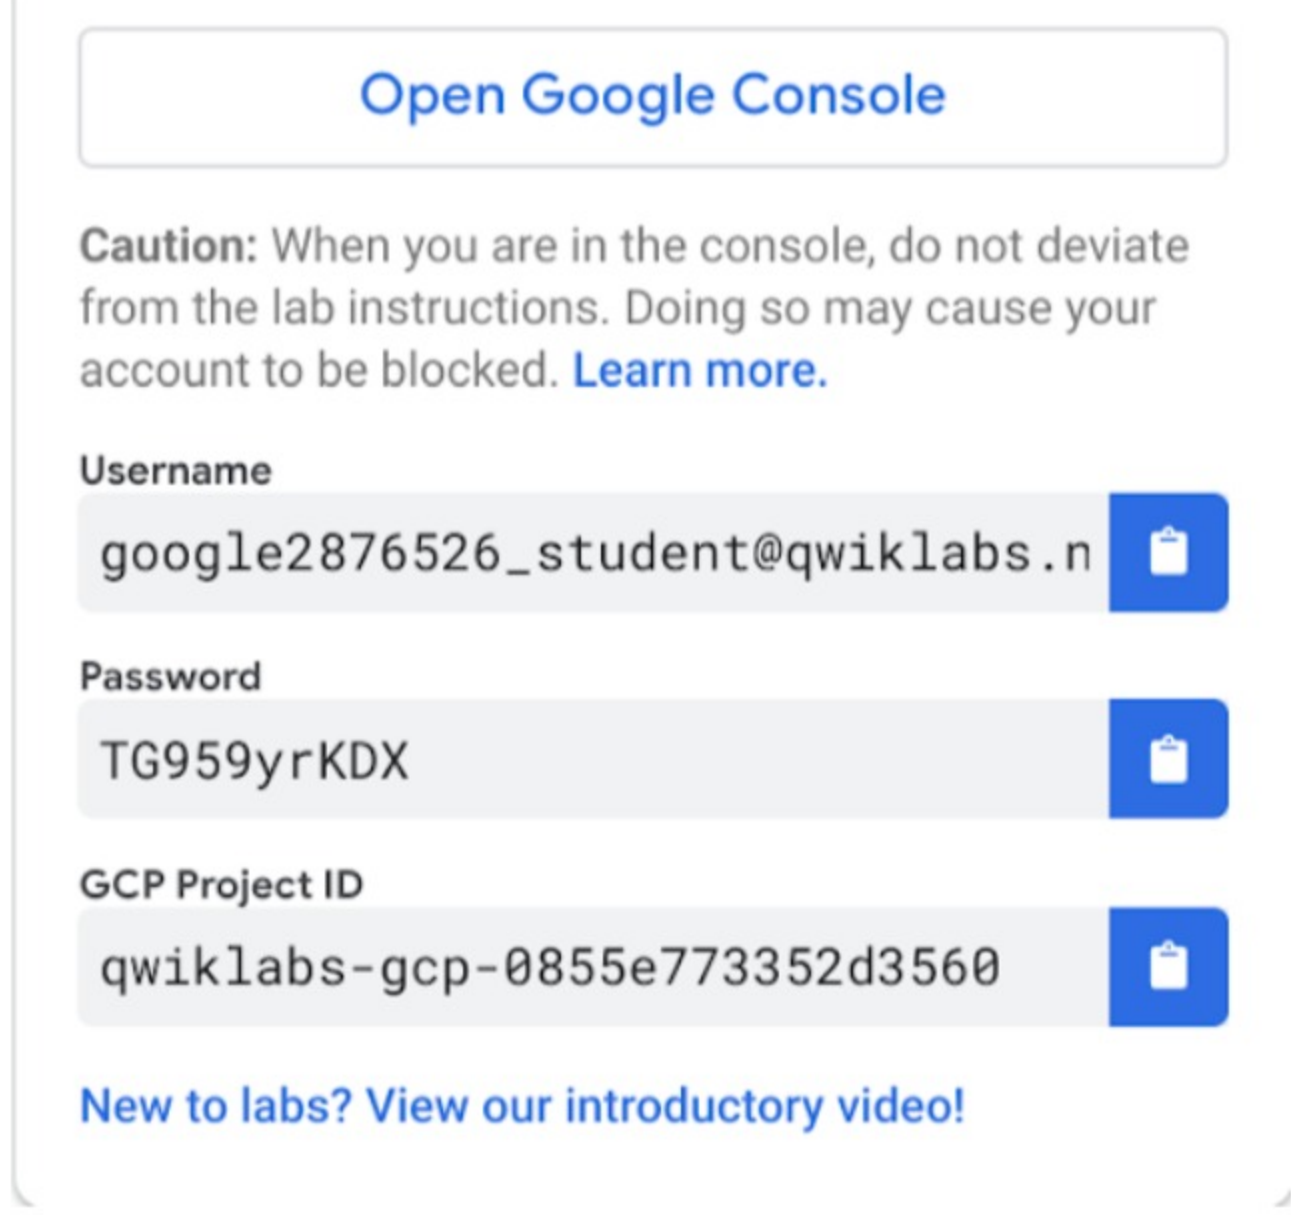 Open Google Console
Caution: When you are in the console, do not deviate
from the lab instructions. Doing so may cause your
account to be blocked. Learn more.
Username
google2876526_student@qwiklabs.n
Password
TG959yrKDX
GCP Project ID
qwiklabs-gcp-0855e773352d3560
New to labs? View our introductory video!